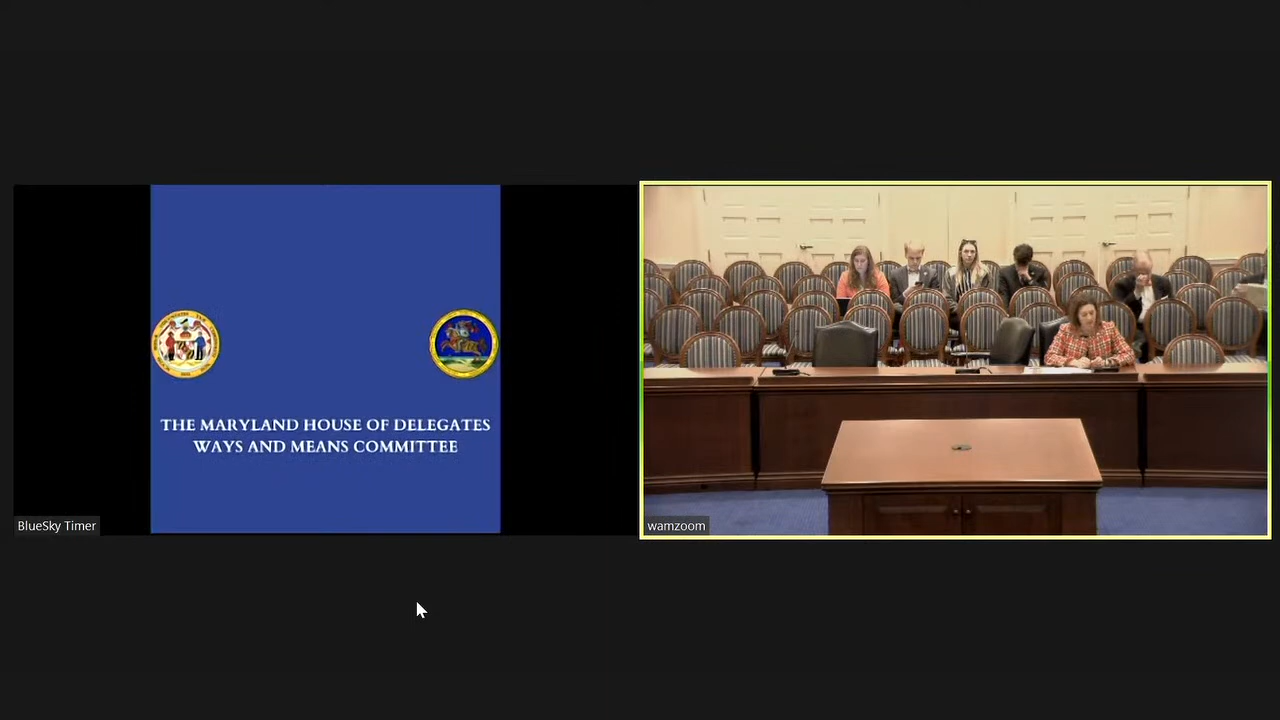 THE MARYLAND HOUSE OF DELEGATES
WAYS AND MEANS COMMITTEE
BlueSky Timer
wamzoom